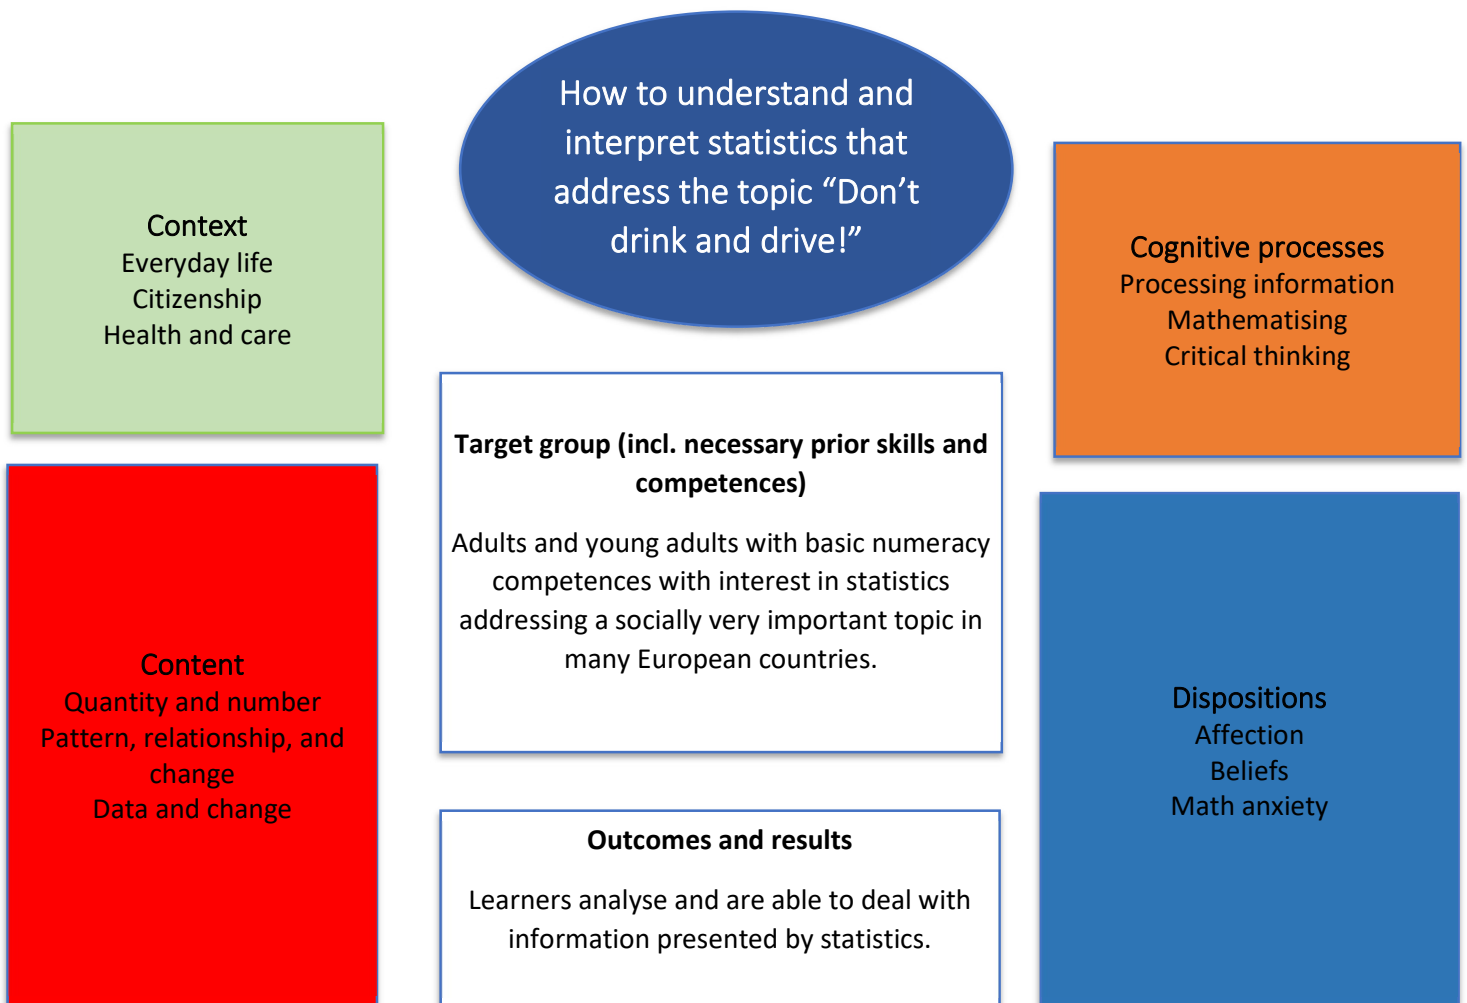 How to understand and
interpret statistics that
address the topic “Don’t
drink and drive!”
Context
Everyday life
Citizenship
Health and care
Cognitive processes
Processing information
Mathematising
Critical thinking
Target group (incl. necessary prior skills and
competences)
Adults and young adults with basic numeracy
competences with interest in statistics
addressing a socially very important topic in
many European countries.
Content
Quantity and number
Pattern, relationship, and
change
Data and change
Dispositions
Affection
Beliefs
Math anxiety
Outcomes and results
Learners analyse and are able to deal with
information presented by statistics.